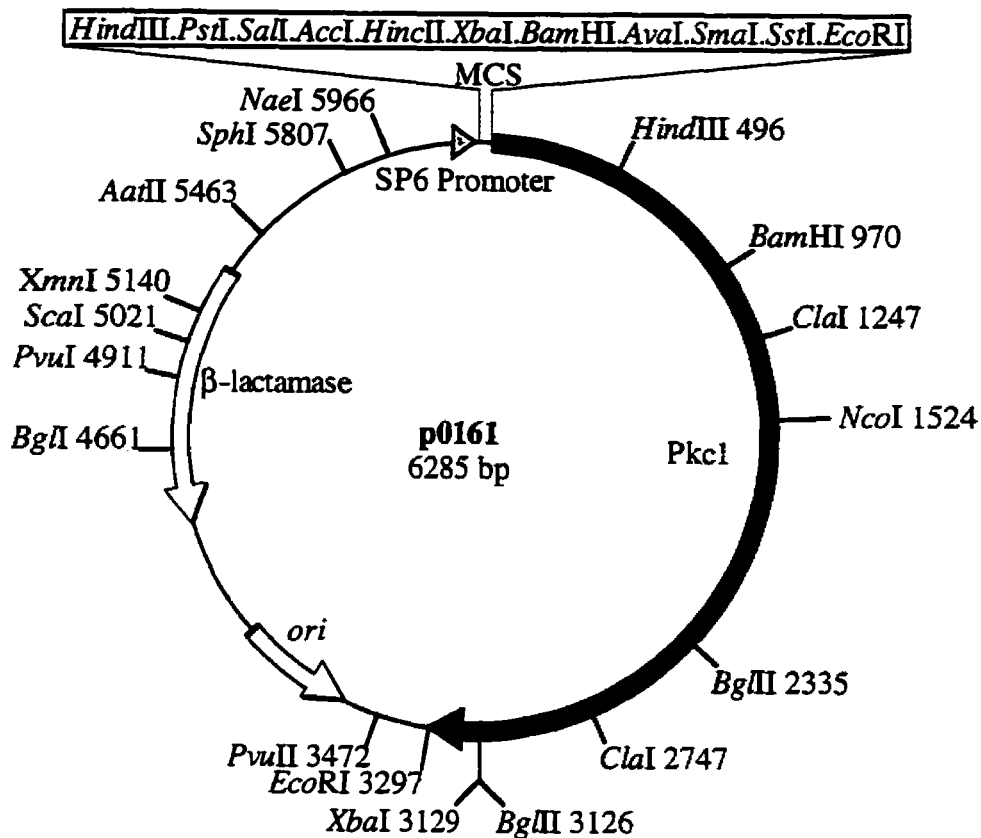 HindIII.PstI.SalI.AccI.HincII.XbaI.BamHI.AvaI.SmaI.SstI.EcoRI
MCS
NaeI 5966
SphI 5807
HindIII 496
SP6 Promoter
AatII 5463
BamHI 970
XmnI 5140
ScaI 5021
ClaI 1247
PvuI 4911
β-lactamase
NcoI 1524
BglI 4661
p0161
6285 bp
Pkc1
ori
BglII 2335
PvuII 3472
ClaI 2747
EcoRI 3297
XbaI 3129
BglII 3126